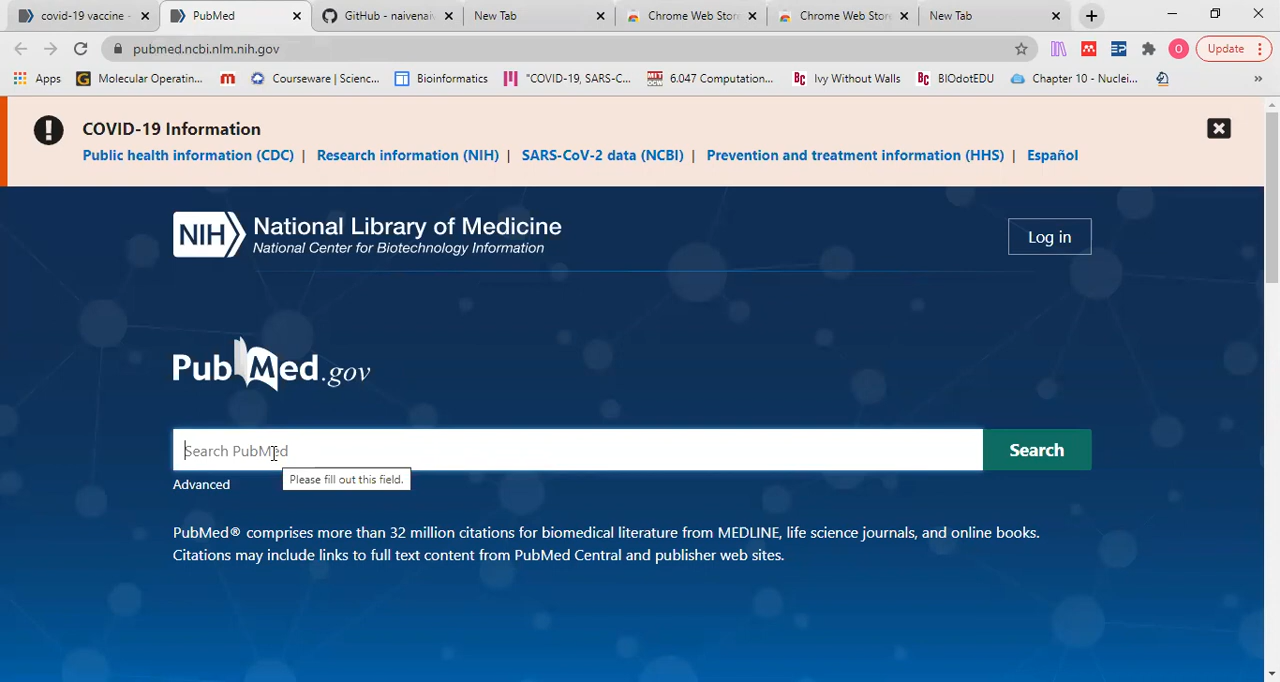 covid-19 vaccine -
PubMed
GitHub - naivenai
New Tab
Chrome Web Stor
Chrome Web Stor
New Tab
pubmed.ncbi.nlm.nih.gov
O
Update
Apps
G
Molecular Operatin...
m
Courseware | Scienc...
Bioinformatics
"COVID-19, SARS-C...
MIT OCW
6.047 Computation...
Bc
Ivy Without Walls
Bc
BIOdotEDU
Chapter 10 - Nuclei...
»
COVID-19 Information
Public health information (CDC) | Research information (NIH) | SARS-CoV-2 data (NCBI) | Prevention and treatment information (HHS) | Español
NIH National Library of Medicine
National Center for Biotechnology Information
Log in
PubMed.gov
Search PubMed
Search
Please fill out this field.
Advanced
PubMed® comprises more than 32 million citations for biomedical literature from MEDLINE, life science journals, and online books.
Citations may include links to full text content from PubMed Central and publisher web sites.